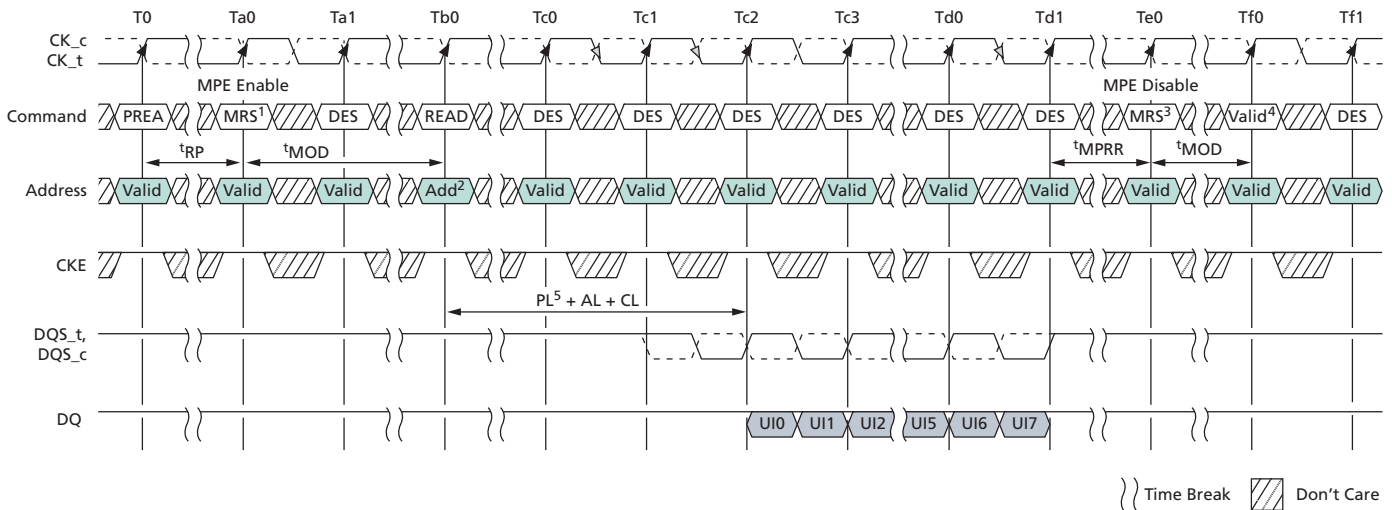 T0 Ta0 Ta1 Tb0 Tc0 Tc1 Tc2 Tc3 Td0 Td1 Te0 Tf0 Tf1
CK_c
CK_t
MPE Enable MPE Disable
Command PREA MRS1 DES READ DES DES DES DES DES DES MRS3 Valid4 DES
tRP tMOD tMPRR tMOD
Address Valid Valid Valid Add2 Valid Valid Valid Valid Valid Valid Valid Valid Valid
CKE
PL5 + AL + CL
DQS_t,
DQS_c
DQ UI0 UI1 UI2 UI5 UI6 UI7
Time Break Don't Care